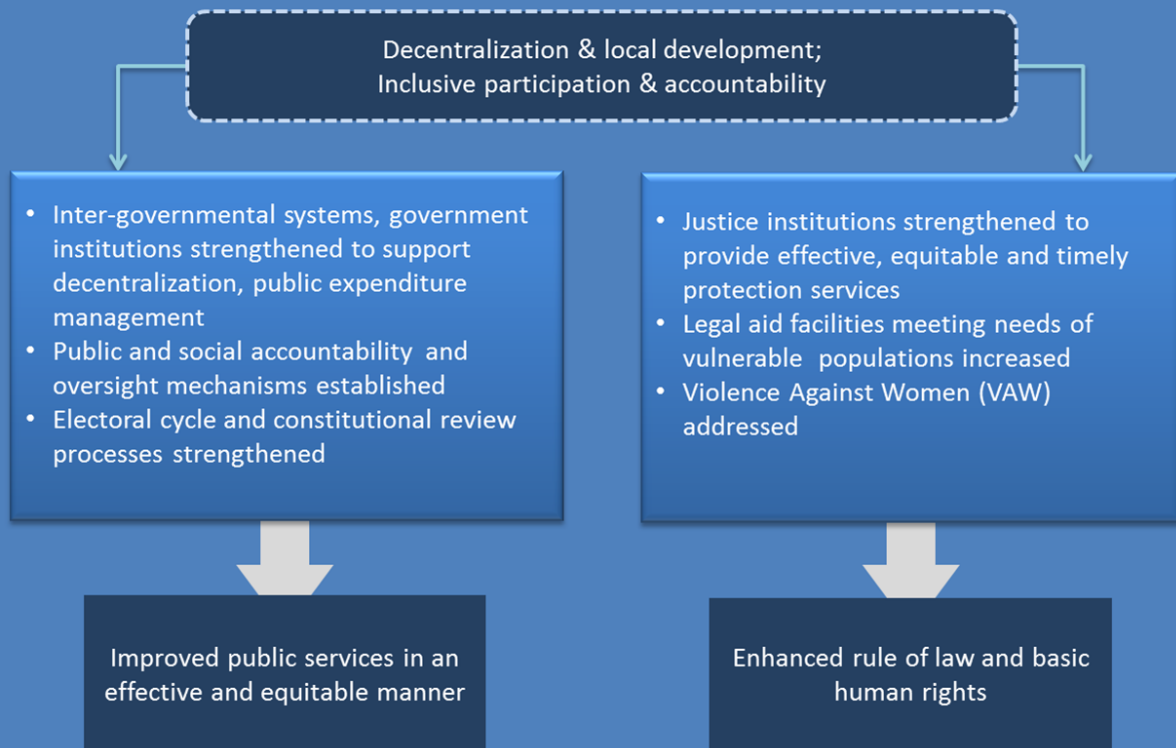 Decentralization & local development;
Inclusive participation & accountability
• Inter-governmental systems, government
institutions strengthened to support
decentralization, public expenditure
management
• Public and social accountability and
oversight mechanisms established
• Electoral cycle and constitutional review
processes strengthened
• Justice institutions strengthened to
provide effective, equitable and timely
protection services
• Legal aid facilities meeting needs of
vulnerable populations increased
• Violence Against Women (VAW)
addressed
Improved public services in an
effective and equitable manner
Enhanced rule of law and basic
human rights